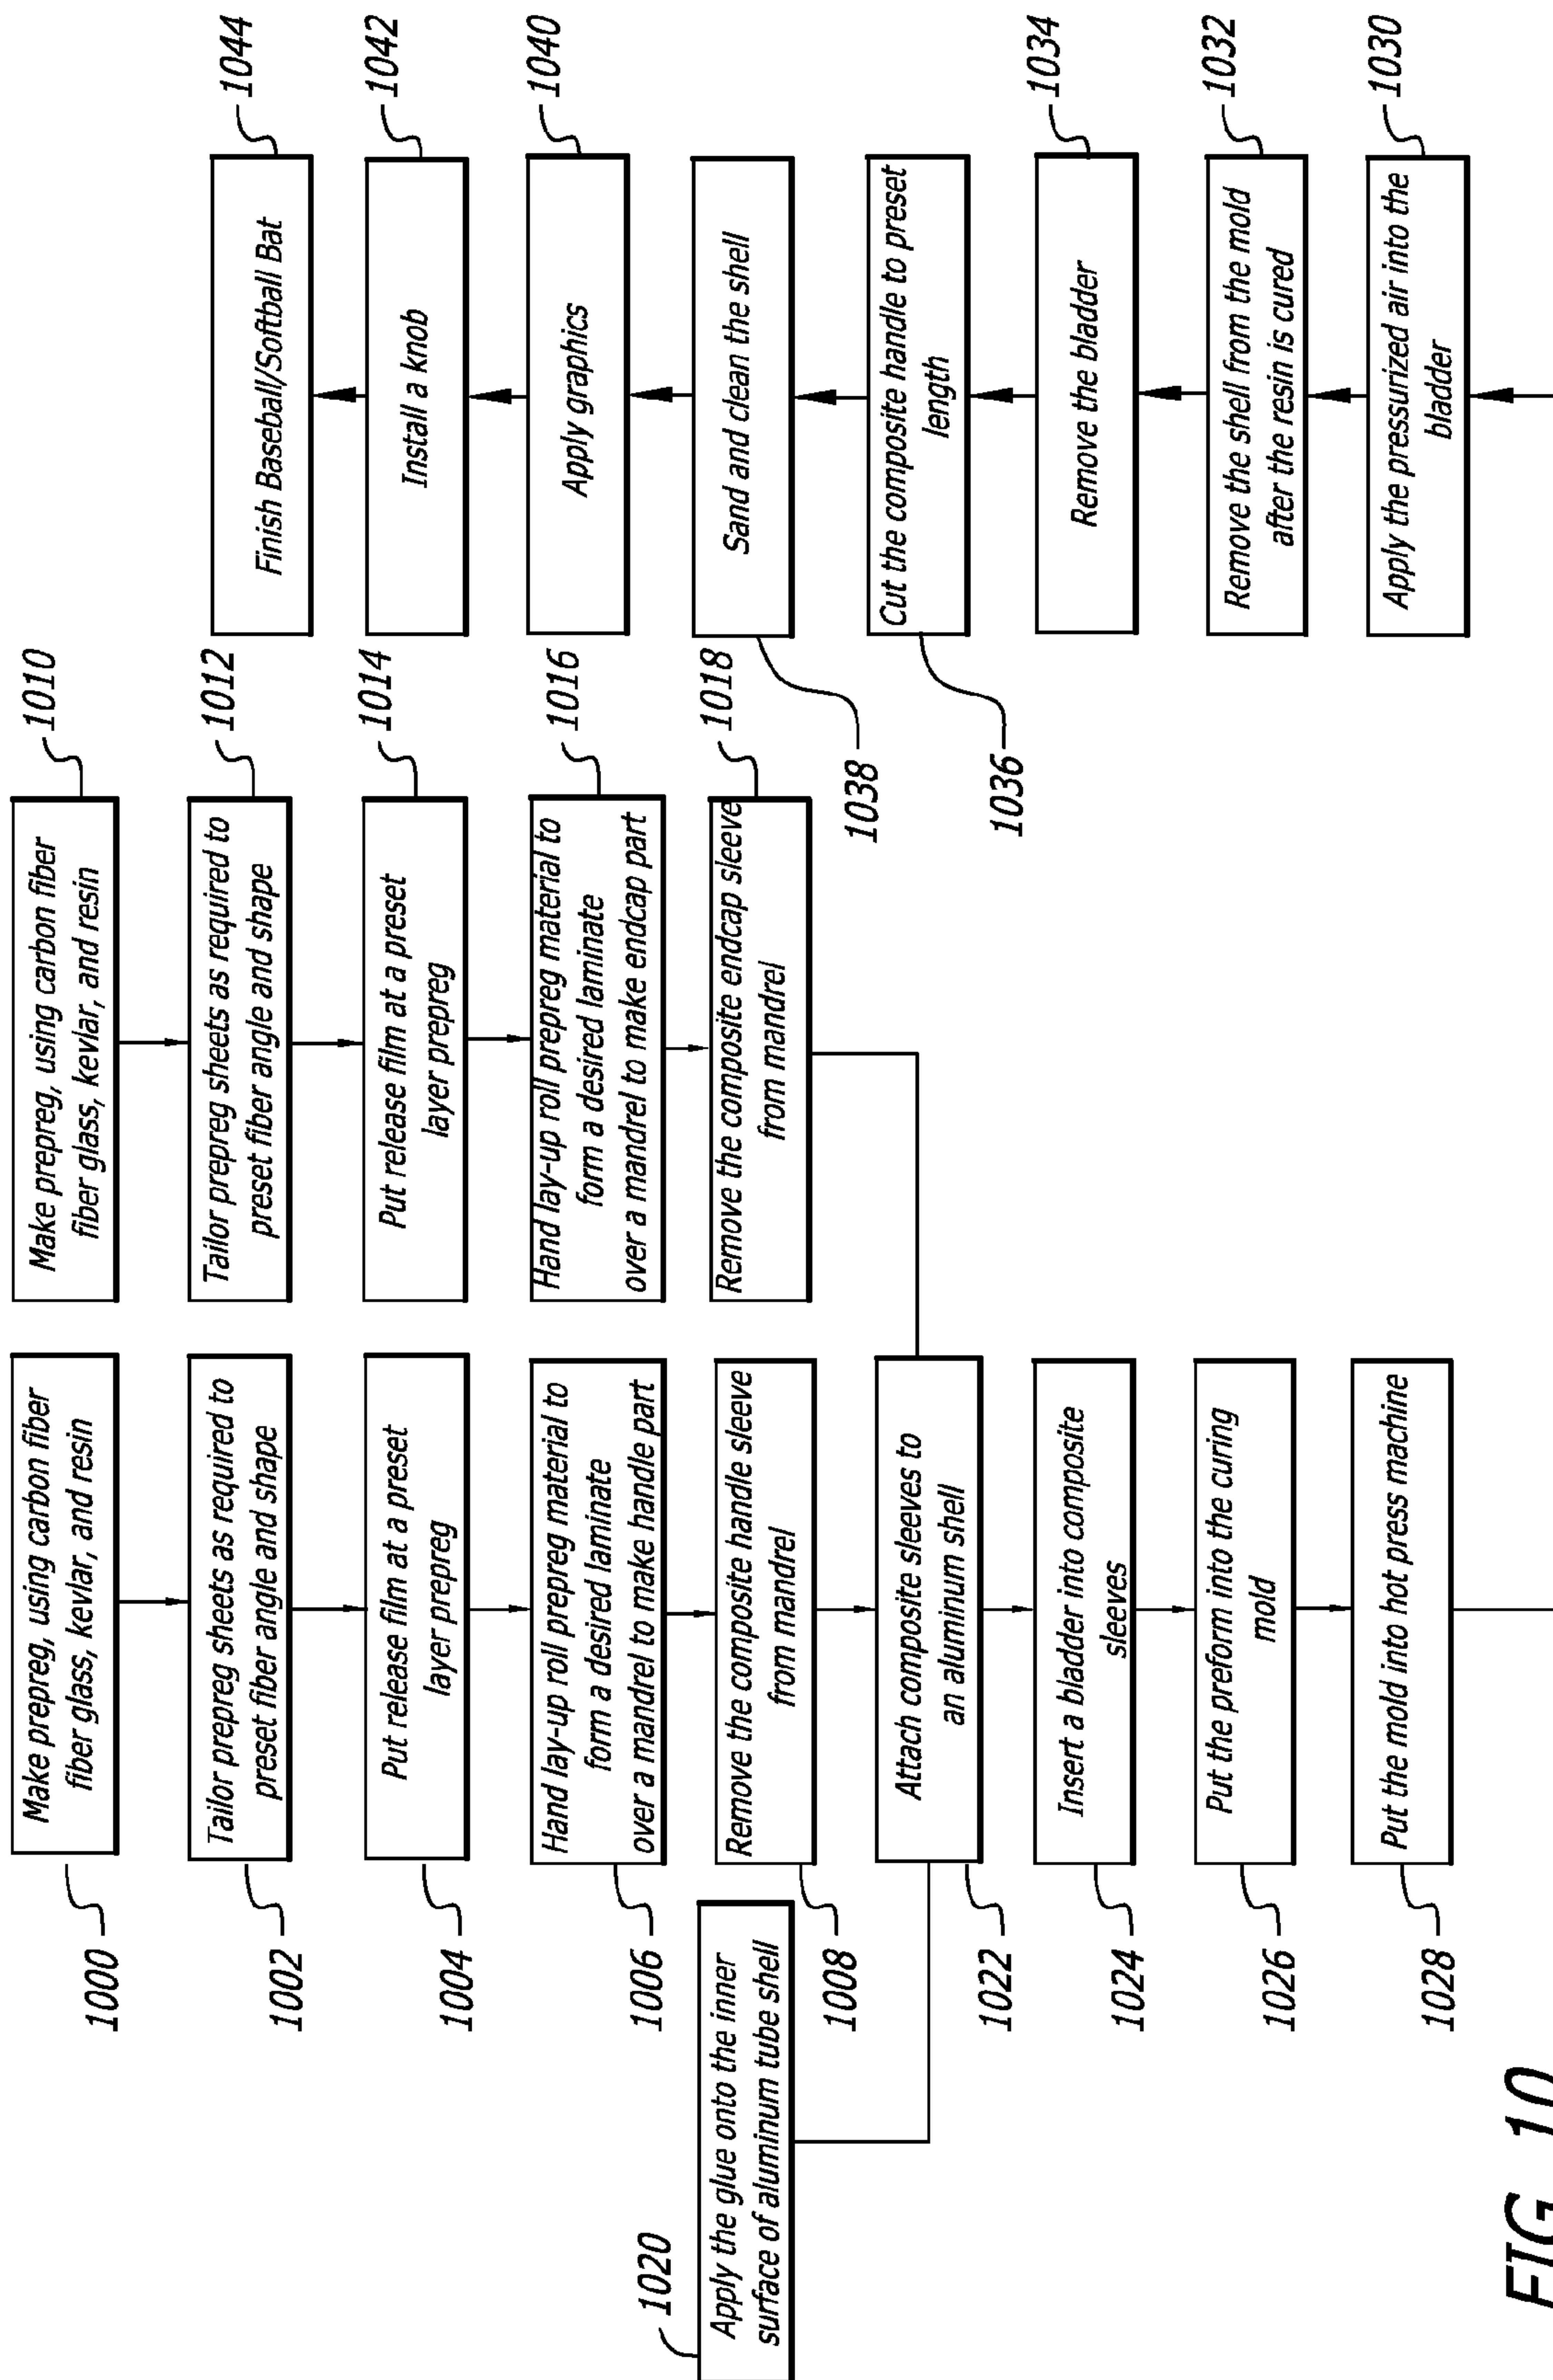 1000
Make prepreg, using carbon fiber
fiber glass, kevlar, and resin
1002
Tailor prepreg sheets as required to
preset fiber angle and shape
1004
Put release film at a preset
layer prepreg
1006
Hand lay-up roll prepreg material to
form a desired laminate
over a mandrel to make handle part
1008
Remove the composite handle sleeve
from mandrel
1010
Make prepreg, using carbon fiber
fiber glass, kevlar, and resin
1012
Tailor prepreg sheets as required to
preset fiber angle and shape
1014
Put release film at a preset
layer prepreg
1016
Hand lay-up roll prepreg material to
form a desired laminate
over a mandrel to make endcap part
1018
Remove the composite endcap sleeve
from mandrel
1020
Apply the glue onto the inner
surface of aluminum tube shell
1022
Attach composite sleeves to
an aluminum shell
1024
Insert a bladder into composite
sleeves
1026
Put the preform into the curing
mold
1028
Put the mold into hot press machine
1030
Apply the pressurized air into the
bladder
1032
Remove the shell from the mold
after the resin is cured
1034
Remove the bladder
1036
Cut the composite handle to preset
length
1038
Sand and clean the shell
1040
Apply graphics
1042
Install a knob
1044
Finish Baseball/Softball Bat
FIG. 10